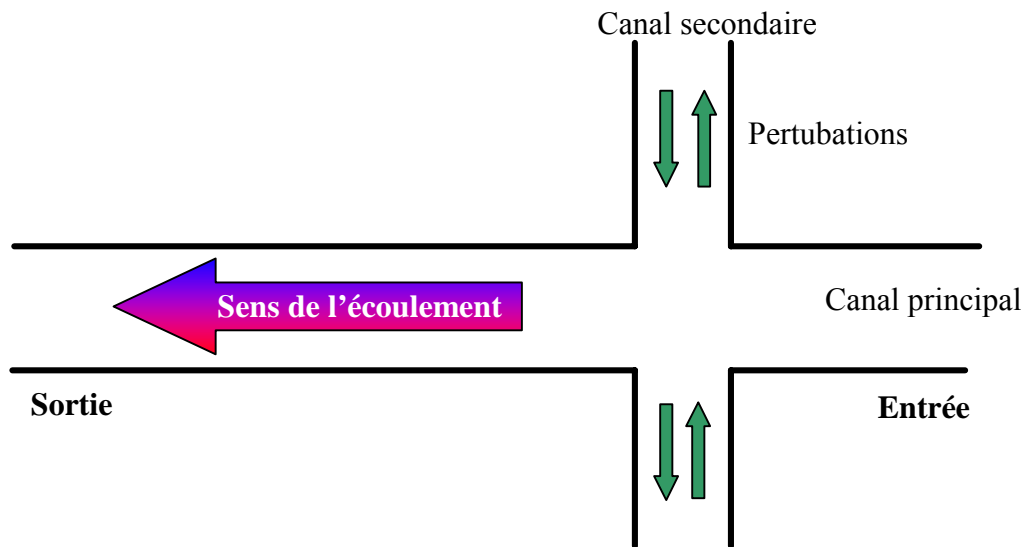 Canal secondaire
Pertubations
Sens de l'écoulement
Canal principal
Sortie
Entrée